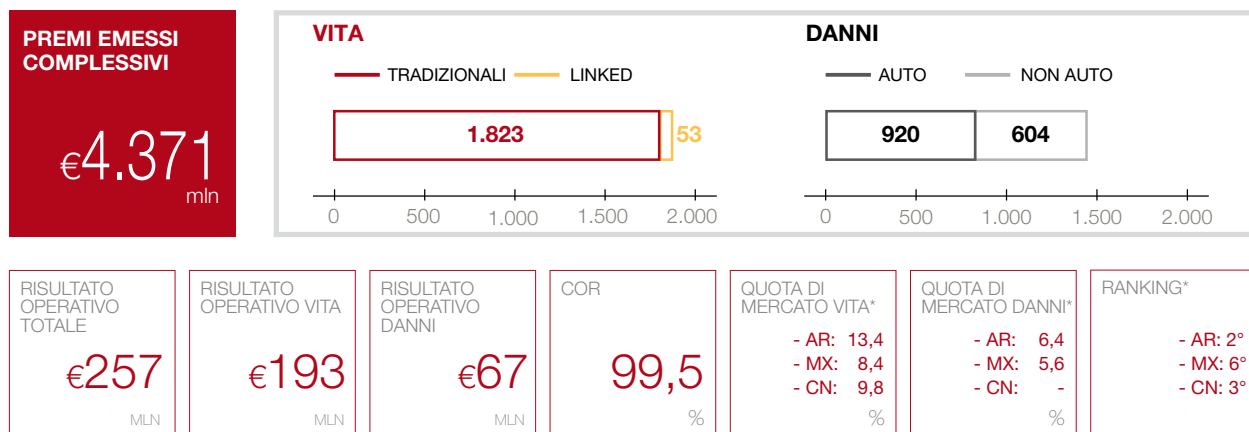 PREMI EMESSI
COMPLESSIVI
€4.371
mln
VITA
TRADIZIONALI
LINKED
1.823
53
0
500
1.000
1.500
2.000
DANNI
AUTO
NON AUTO
920
604
0
500
1.000
1.500
2.000
RISULTATO
OPERATIVO
TOTALE
€257
MLN
RISULTATO
OPERATIVO VITA
€193
MLN
RISULTATO
OPERATIVO
DANNI
€67
MLN
COR
99,5
%
QUOTA DI
MERCATO VITA*
- AR: 13,4
- MX: 8,4
- CN: 9,8
%
QUOTA DI
MERCATO DANNI*
- AR: 6,4
- MX: 5,6
- CN: -
%
RANKING*
- AR: 2°
- MX: 6°
- CN: 3°